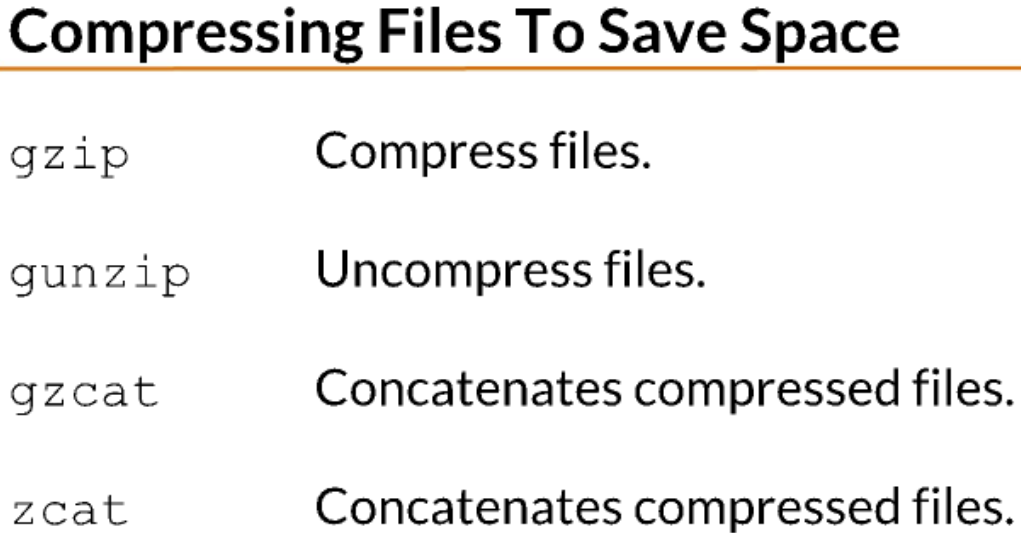 Compressing Files To Save Space
gzip Compress files.
gunzip Uncompress files.
gzcat Concatenates compressed files.
zcat Concatenates compressed files.